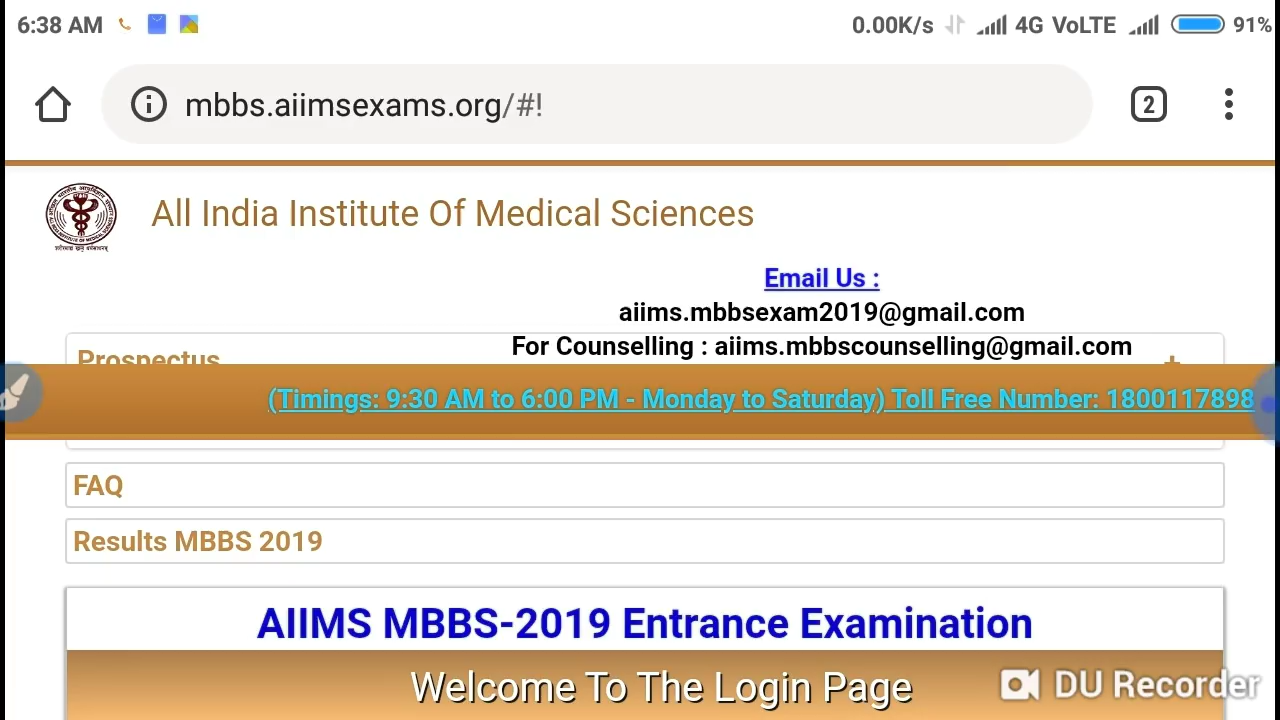 6:38 AM
0.00K/s 4G VoLTE 91%
mbbs.aiimsexams.org/#!
2
All India Institute Of Medical Sciences
Email Us :
aiims.mbbsexam2019@gmail.com
For Counselling : aiims.mbbscounselling@gmail.com
Prospectus
+
(Timings: 9:30 AM to 6:00 PM - Monday to Saturday) Toll Free Number: 1800117898
FAQ
Results MBBS 2019
AIIMS MBBS-2019 Entrance Examination
Welcome To The Login Page
DU Recorder